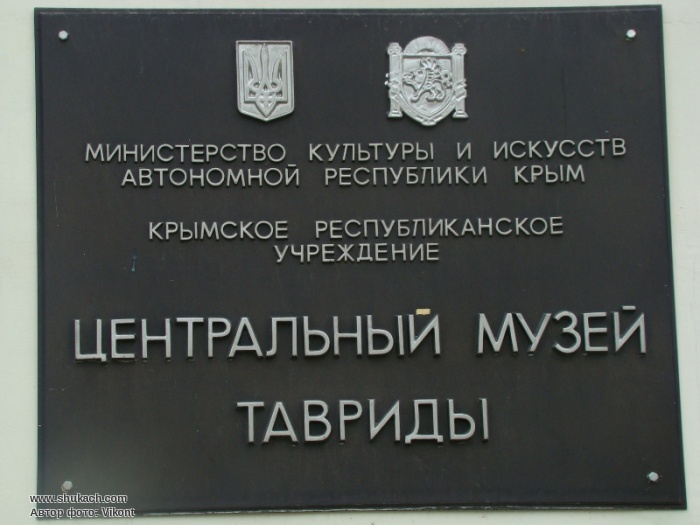 МИНИСТЕРСТВО КУЛЬТУРЫ И ИСКУССТВ
АВТОНОМНОЙ РЕСПУБЛИКИ КРЫМ
КРЫМСКОЕ РЕСПУБЛИКАНСКОЕ
УЧРЕЖДЕНИЕ
ЦЕНТРАЛЬНЫЙ МУЗЕЙ
ТАВРИДЫ
www.shukach.com
Автор фото: Vikont